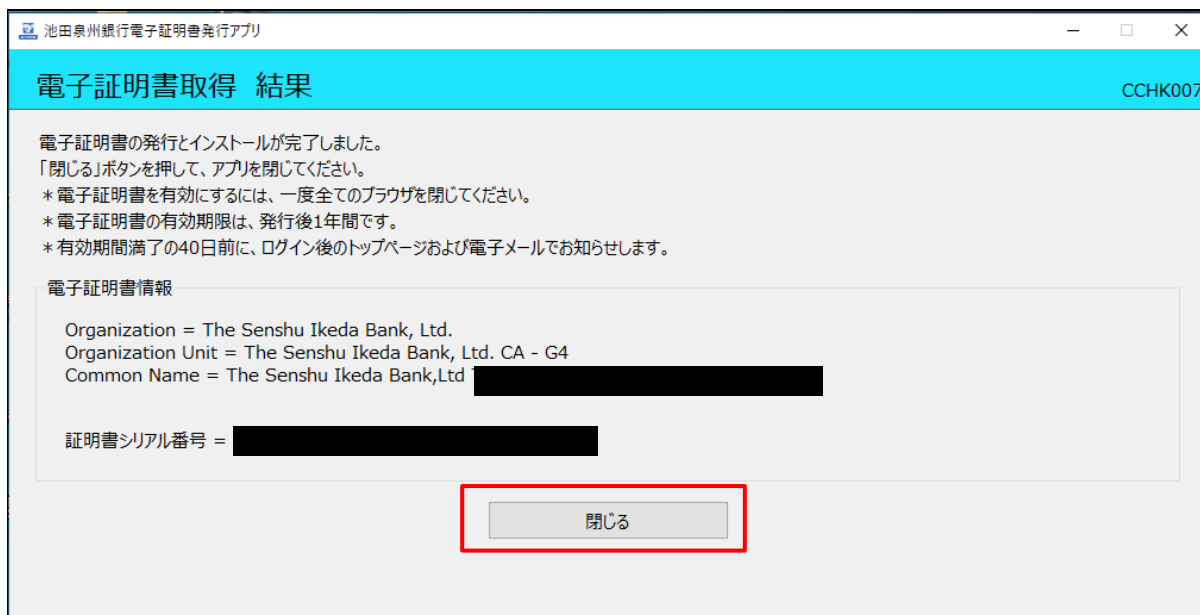 池田泉州銀行電子証明書発行アプリ
電子証明書取得 結果
CCHK007
電子証明書の発行とインストールが完了しました。
「閉じる」ボタンを押して、アプリを閉じてください。
＊電子証明書を有効にするには、一度全てのブラウザを閉じてください。
＊電子証明書の有効期限は、発行後1年間です。
＊有効期間満了の40日前に、ログイン後のトップページおよび電子メールでお知らせします。
電子証明書情報
Organization = The Senshu Ikeda Bank, Ltd.
Organization Unit = The Senshu Ikeda Bank, Ltd. CA - G4
Common Name = The Senshu Ikeda Bank,Ltd
証明書シリアル番号 =
閉じる